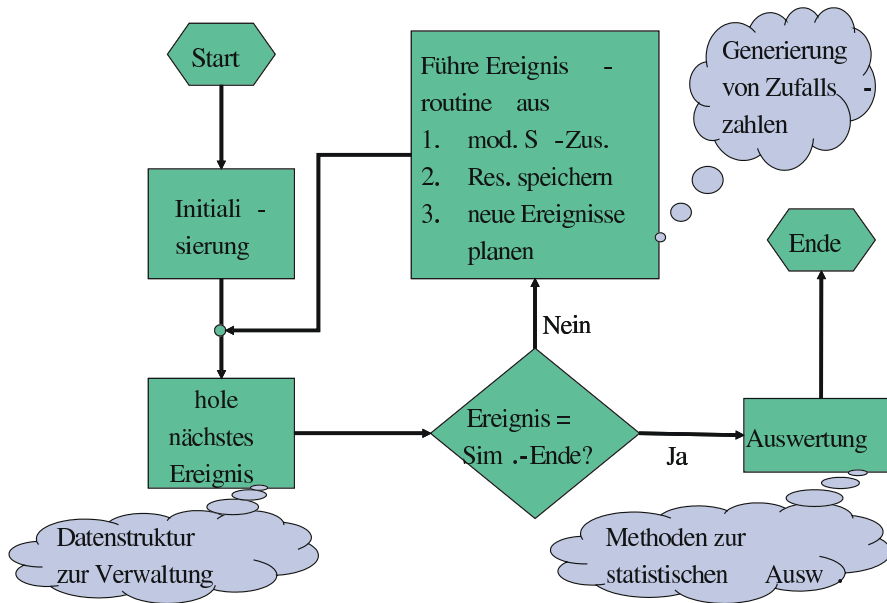 Start
Initiali -
sierung
hole
nächstes
Ereignis
Datenstruktur
zur Verwaltung
Führe Ereignis -
routine aus
1. mod. S -Zus.
2. Res. speichern
3. neue Ereignisse
planen
Generierung
von Zufalls -
zahlen
Nein
Ereignis =
Sim .-Ende?
Ja
Ende
Auswertung
Methoden zur
statistischen Ausw .